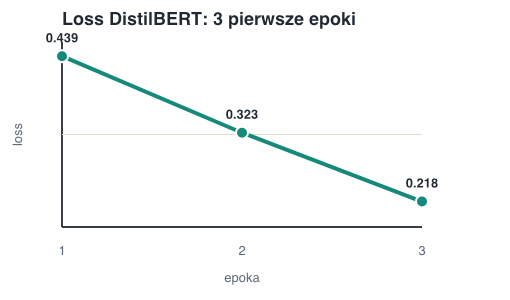 Loss DistilBERT: 3 pierwsze epoki
0.439
0.323
0.218
loss
1 2 3
epoka